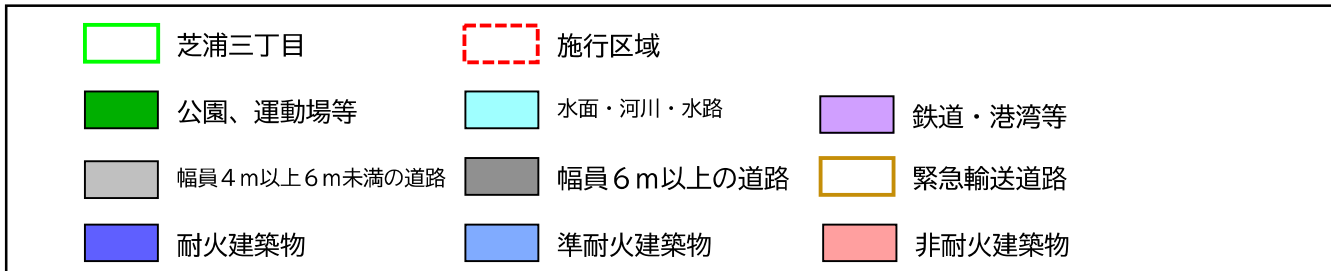 芝浦三丁目 施行区域
公園、運動場等 水面・河川・水路 鉄道・港湾等
幅員４ｍ以上６ｍ未満の道路 幅員６ｍ以上の道路 緊急輸送道路
耐火建築物 準耐火建築物 非耐火建築物